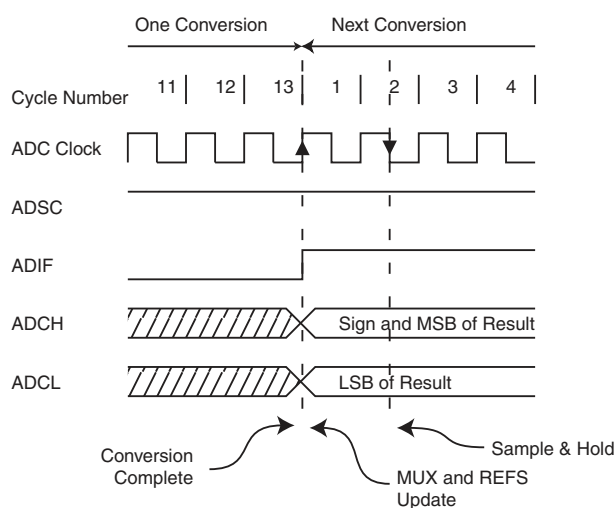 One Conversion Next Conversion
Cycle Number 11 12 13 1 2 3 4
ADC Clock
ADSC
ADIF
ADCH Sign and MSB of Result
ADCL LSB of Result
Conversion
Complete
MUX and REFS
Update
Sample & Hold